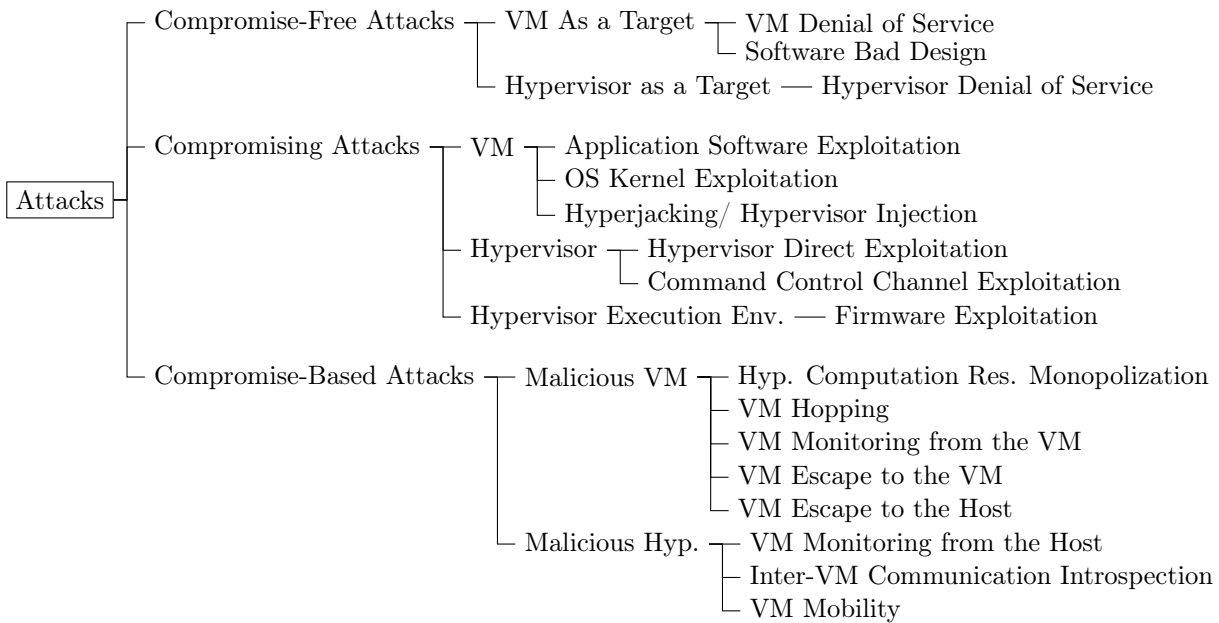 Compromise-Free Attacks VM As a Target VM Denial of Service
Software Bad Design
Hypervisor as a Target Hypervisor Denial of Service
Compromising Attacks VM Application Software Exploitation
OS Kernel Exploitation
Attacks
Hyperjacking/ Hypervisor Injection
Hypervisor Hypervisor Direct Exploitation
Command Control Channel Exploitation
Hypervisor Execution Env. Firmware Exploitation
Compromise-Based Attacks Malicious VM Hyp. Computation Res. Monopolization
VM Hopping
VM Monitoring from the VM
VM Escape to the VM
VM Escape to the Host
Malicious Hyp. VM Monitoring from the Host
Inter-VM Communication Introspection
VM Mobility